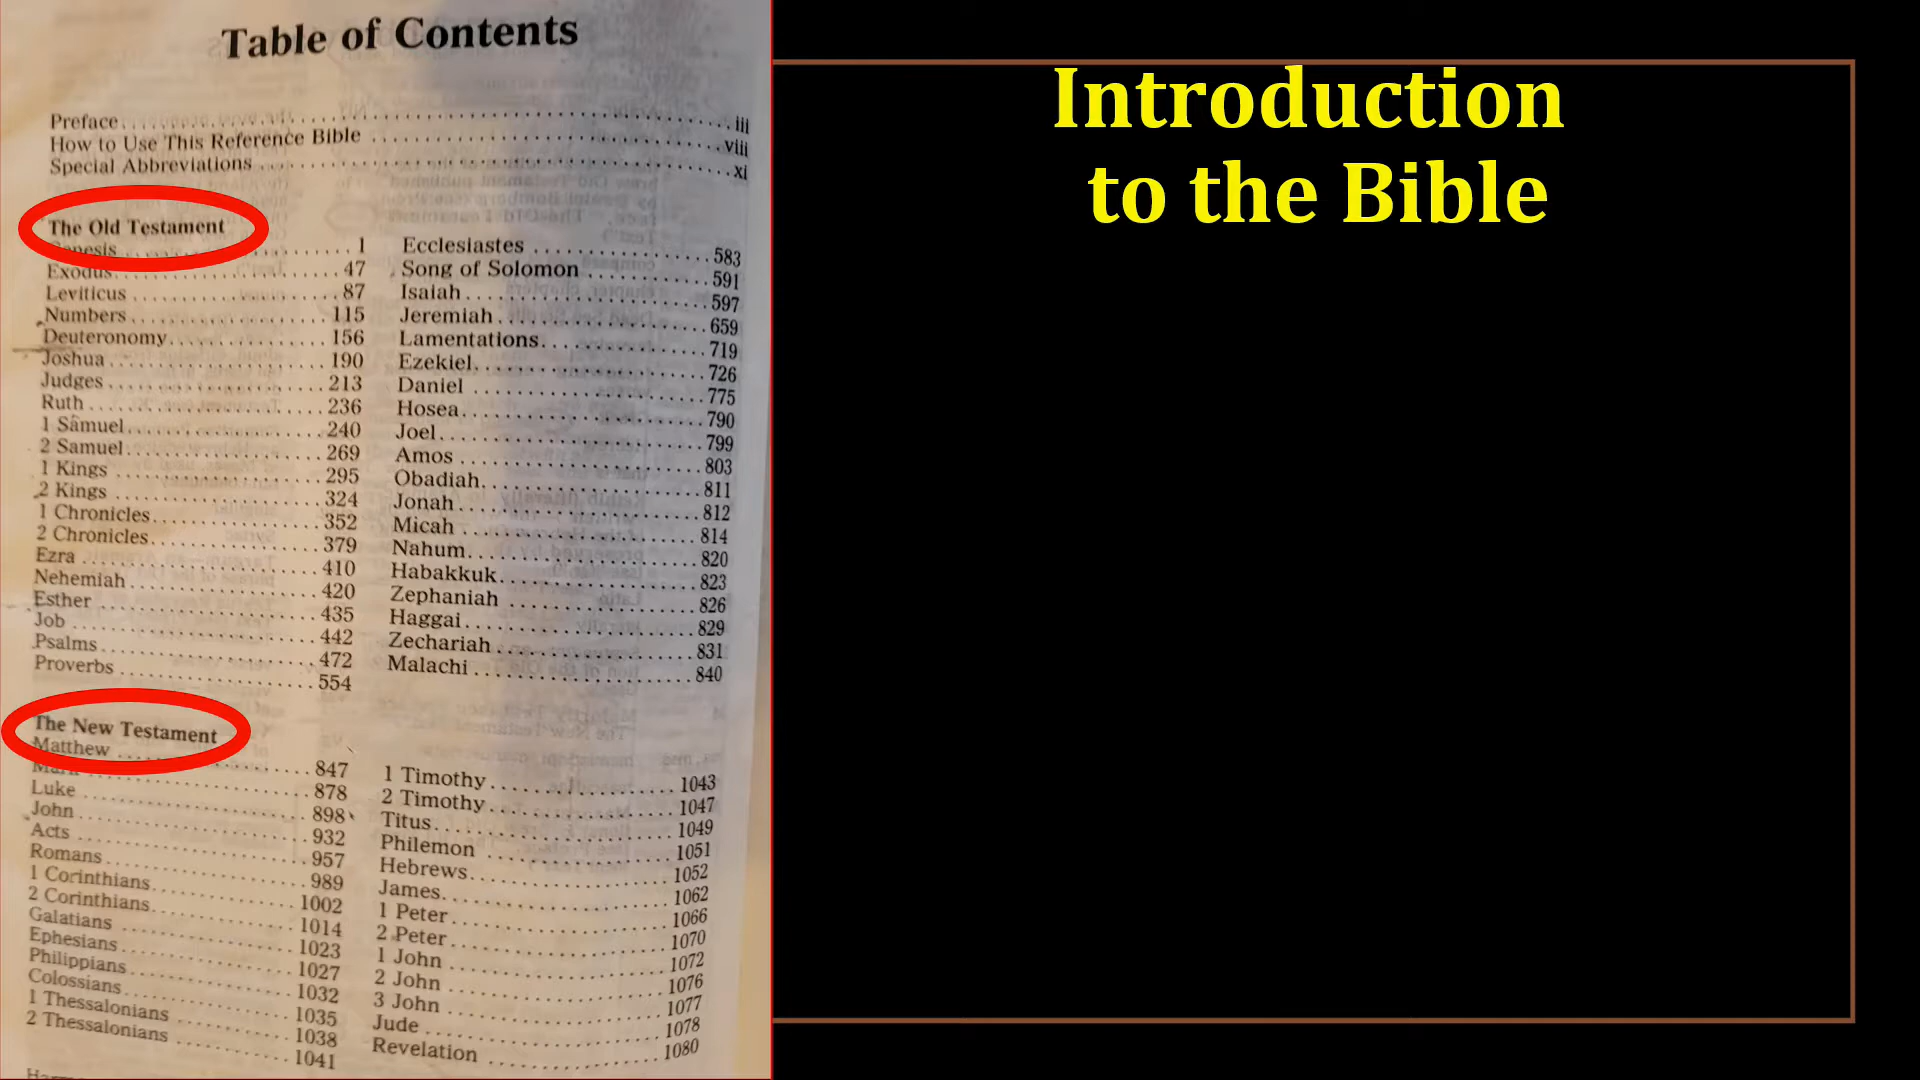 Table of Contents
Preface ... iii
How to Use This Reference Bible ... viii
Special Abbreviations ... xi
The Old Testament
Genesis ... 1
Exodus ... 47
Leviticus ... 87
Numbers ... 115
Deuteronomy ... 156
Joshua ... 190
Judges ... 213
Ruth ... 236
1 Samuel ... 240
2 Samuel ... 269
1 Kings ... 295
2 Kings ... 324
1 Chronicles ... 352
2 Chronicles ... 379
Ezra ... 410
Nehemiah ... 420
Esther ... 435
Job ... 442
Psalms ... 472
Proverbs ... 554
Ecclesiastes ... 583
Song of Solomon ... 591
Isaiah ... 597
Jeremiah ... 659
Lamentations ... 719
Ezekiel ... 726
Daniel ... 775
Hosea ... 790
Joel ... 799
Amos ... 803
Obadiah ... 811
Jonah ... 812
Micah ... 814
Nahum ... 820
Habakkuk ... 823
Zephaniah ... 826
Haggai ... 829
Zechariah ... 831
Malachi ... 840
The New Testament
Matthew ... 847
Mark ... 878
Luke ... 898
John ... 932
Acts ... 957
Romans ... 989
1 Corinthians ... 1002
2 Corinthians ... 1014
Galatians ... 1023
Ephesians ... 1027
Philippians ... 1032
Colossians ... 1035
1 Thessalonians ... 1038
2 Thessalonians ... 1041
1 Timothy ... 1043
2 Timothy ... 1047
Titus ... 1049
Philemon ... 1051
Hebrews ... 1052
James ... 1062
1 Peter ... 1066
2 Peter ... 1070
1 John ... 1072
2 John ... 1076
3 John ... 1077
Jude ... 1078
Revelation ... 1080
Introduction
to the Bible